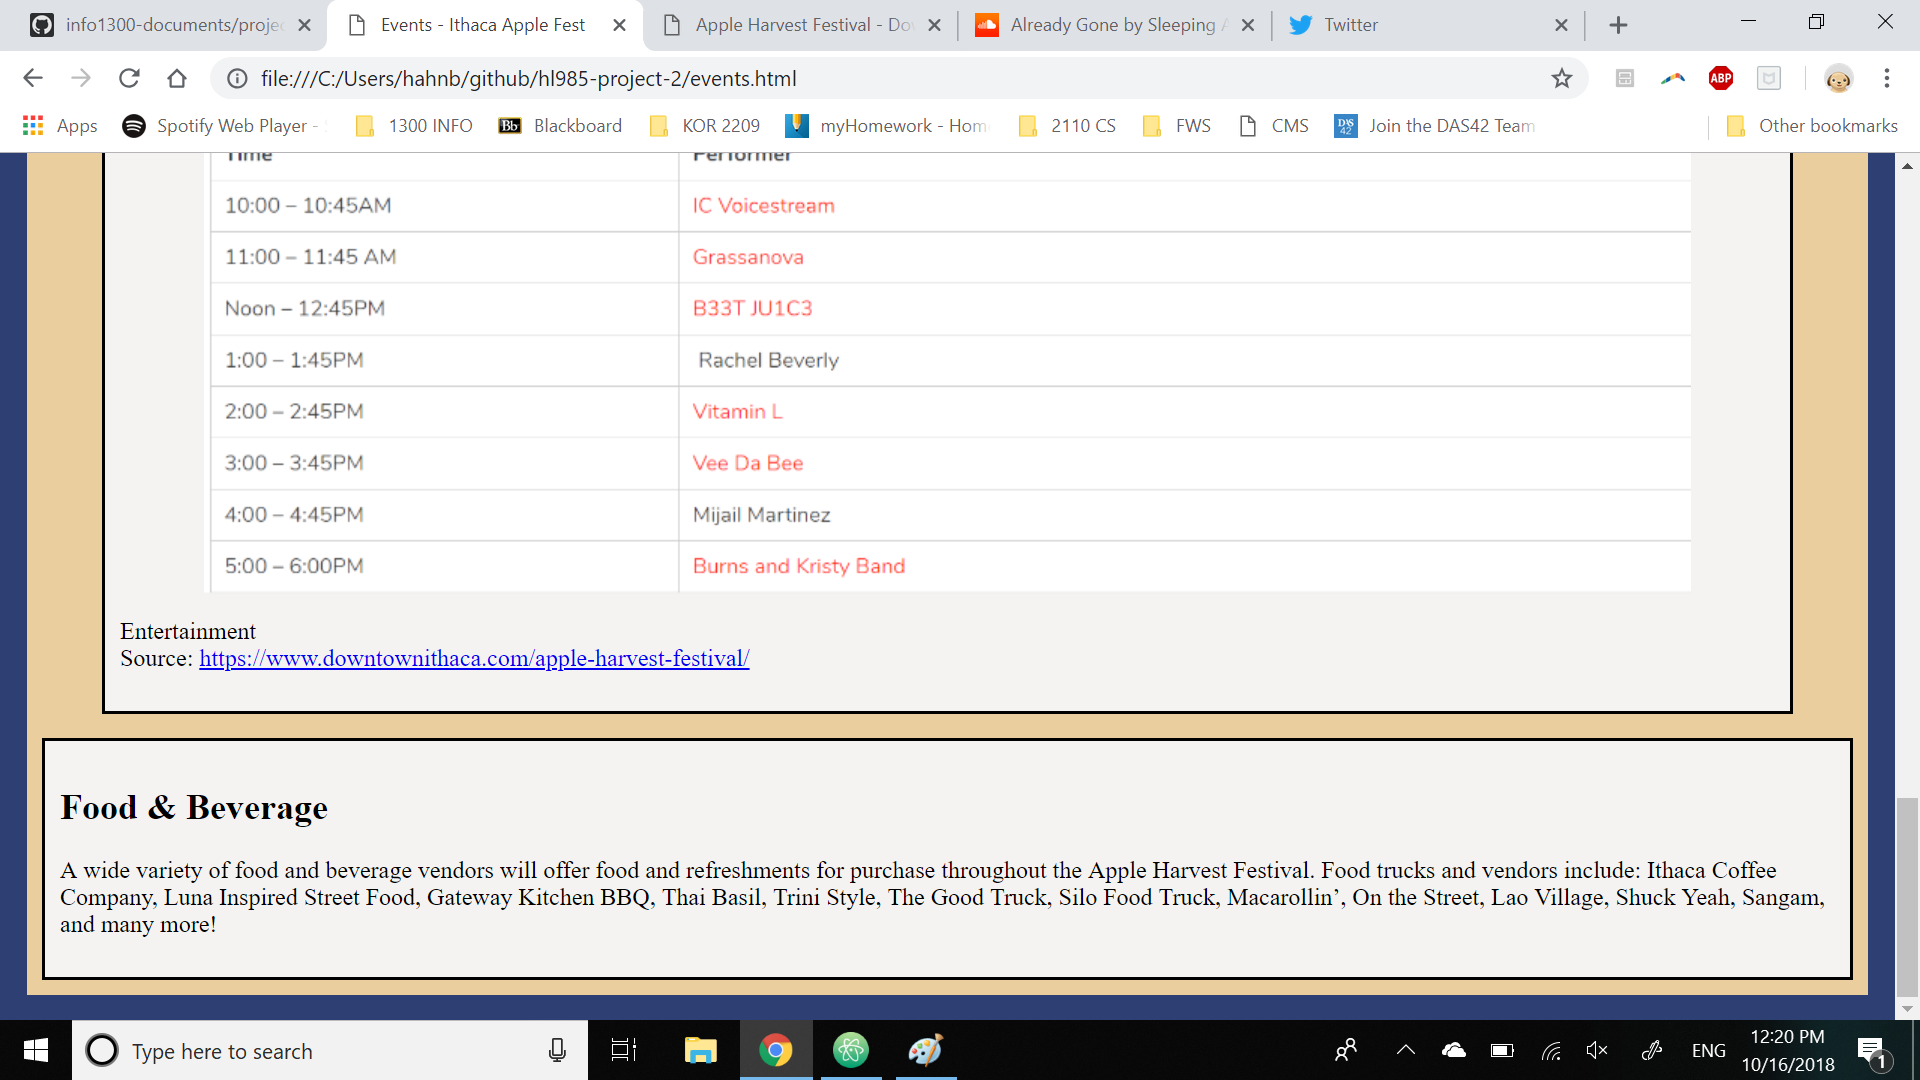 info1300-documents/projec
Events - Ithaca Apple Fest
Apple Harvest Festival - Do
Already Gone by Sleeping A
Twitter
file:///C:/Users/hahnb/github/hl985-project-2/events.html
ABP
Apps
Spotify Web Player -
1300 INFO
Bb
Blackboard
KOR 2209
myHomework - Hom
2110 CS
FWS
CMS
DAS
42
Join the DAS42 Team
Other bookmarks
Time Performer
10:00 – 10:45AM IC Voicestream
11:00 – 11:45 AM Grassanova
Noon – 12:45PM B33T JU1C3
1:00 – 1:45PM Rachel Beverly
2:00 – 2:45PM Vitamin L
3:00 – 3:45PM Vee Da Bee
4:00 – 4:45PM Mijail Martinez
5:00 – 6:00PM Burns and Kristy Band
Entertainment
Source: https://www.downtownithaca.com/apple-harvest-festival/
Food & Beverage
A wide variety of food and beverage vendors will offer food and refreshments for purchase throughout the Apple Harvest Festival. Food trucks and vendors include: Ithaca Coffee
Company, Luna Inspired Street Food, Gateway Kitchen BBQ, Thai Basil, Trini Style, The Good Truck, Silo Food Truck, Macarollin’, On the Street, Lao Village, Shuck Yeah, Sangam,
and many more!
Type here to search
ENG
12:20 PM
10/16/2018
1